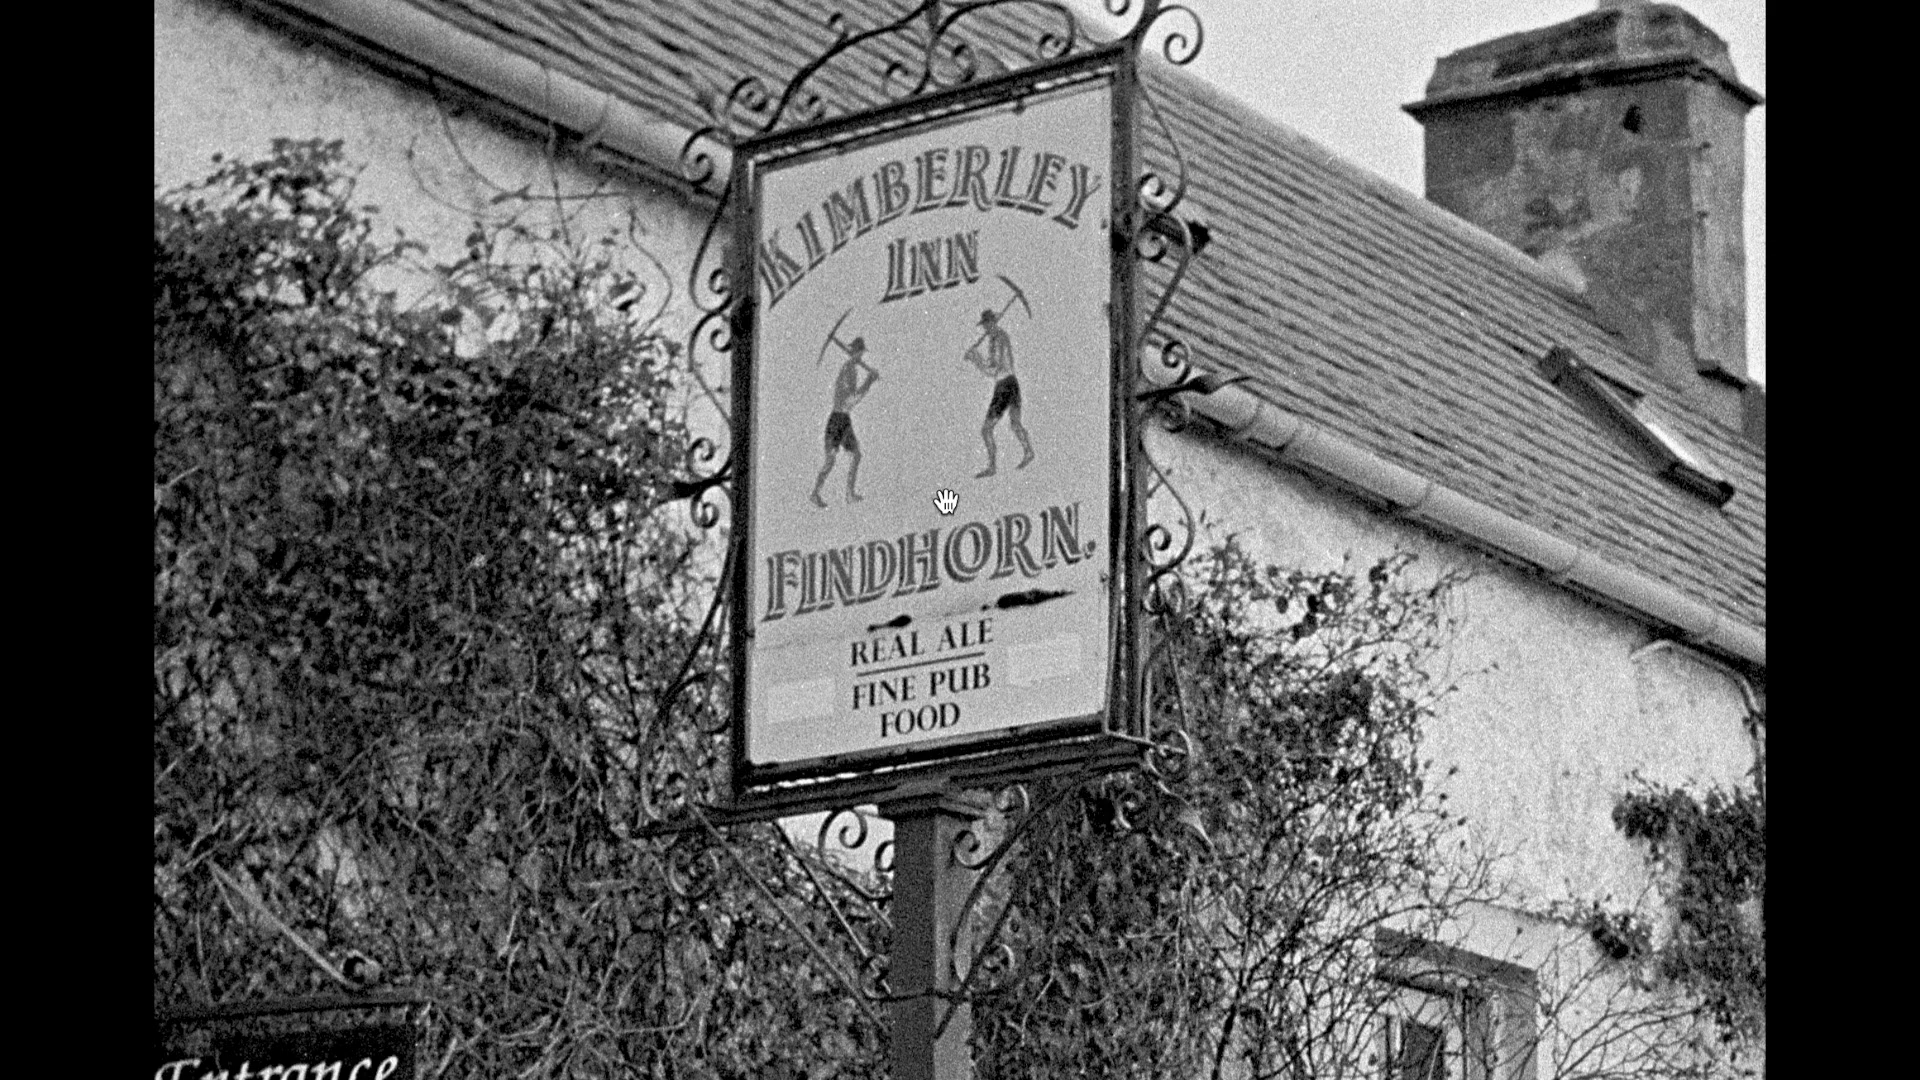 KIMBERLEY
INN
FINDHORN.
REAL ALE
FINE PUB
FOOD
Entrance